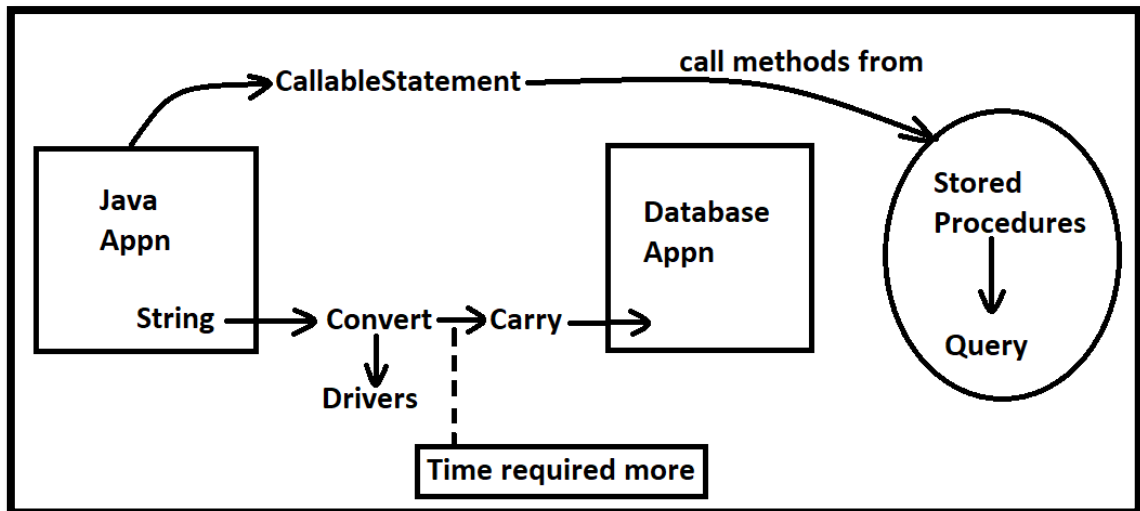 call methods from
CallableStatement
Java
Appn
Database
Appn
Stored
Procedures
String
Convert
Carry
Query
Drivers
Time required more